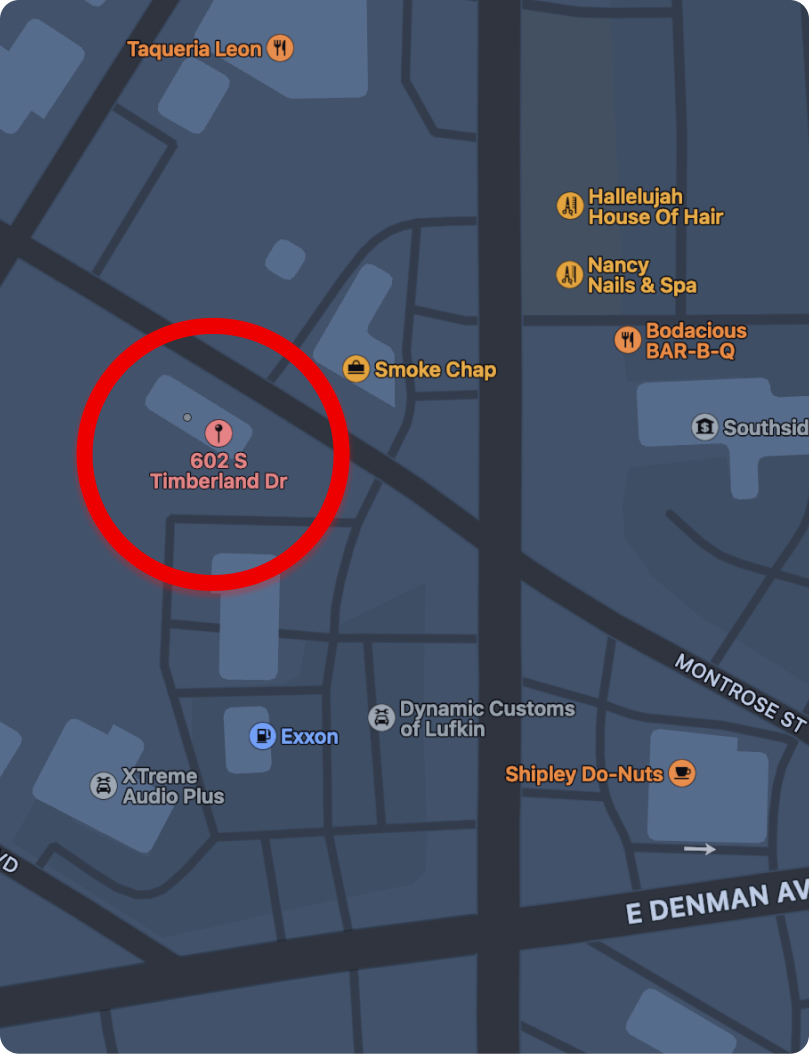 Taqueria Leon
Hallelujah
House Of Hair
Nancy
Nails & Spa
Bodacious
BAR-B-Q
Smoke Chap
Southsid
602 S
Timberland Dr
MONTROSE ST
Dynamic Customs
of Lufkin
Exxon
Shipley Do-Nuts
XTreme
Audio Plus
VD
E DENMAN AV